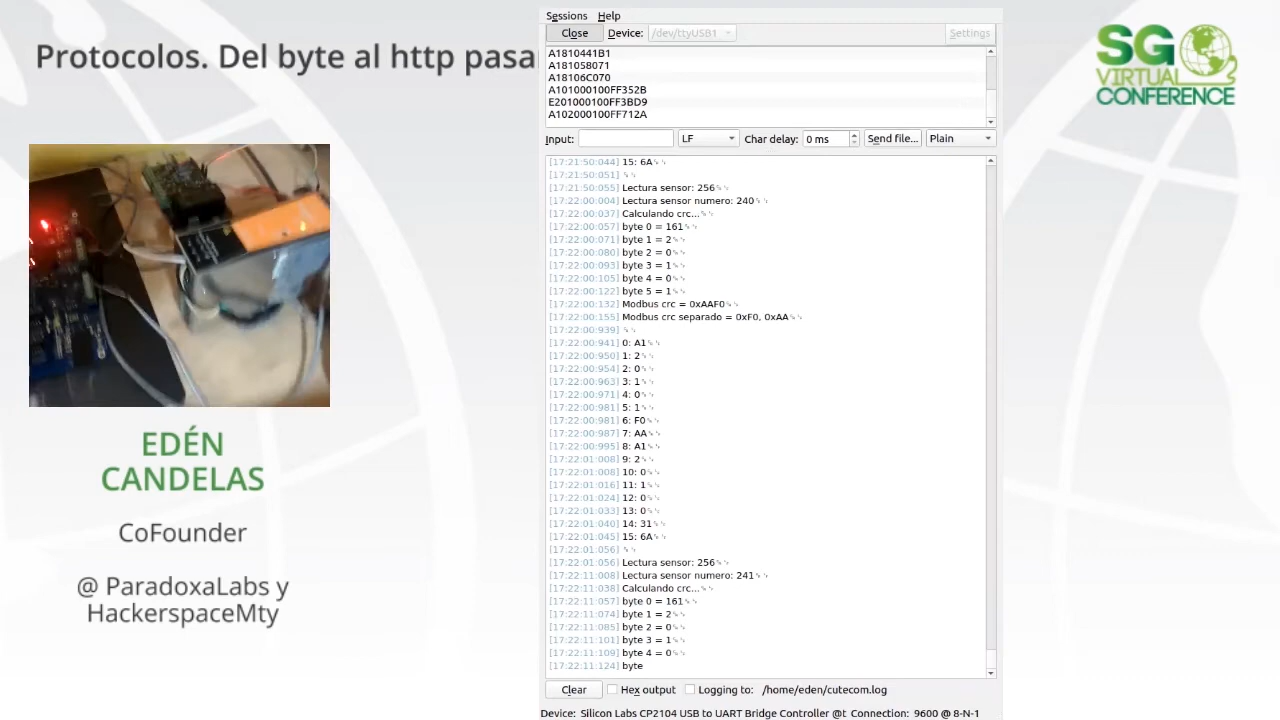 Protocolos. Del byte al http pasa
SG
VIRTUAL
CONFERENCE
EDÉN
CANDELAS
CoFounder
@ ParadoxaLabs y
HackerspaceMty
Sessions Help
Close Device: /dev/ttyUSB1 Settings
A1810441B1
A181058071
A18106C070
A101000100FF352B
E201000100FF3BD9
A102000100FF712A
Input: LF Char delay: 0 ms Send file... Plain
[17:21:50:044] 15: 6A␍␊
[17:21:50:051] ␍␊
[17:21:50:055] Lectura sensor: 256␍␊
[17:22:00:004] Lectura sensor numero: 240␍␊
[17:22:00:037] Calculando crc...␍␊
[17:22:00:057] byte 0 = 161␍␊
[17:22:00:071] byte 1 = 2␍␊
[17:22:00:080] byte 2 = 0␍␊
[17:22:00:093] byte 3 = 1␍␊
[17:22:00:105] byte 4 = 0␍␊
[17:22:00:122] byte 5 = 1␍␊
[17:22:00:132] Modbus crc = 0xAAF0␍␊
[17:22:00:155] Modbus crc separado = 0xF0, 0xAA␍␊
[17:22:00:939] ␍␊
[17:22:00:941] 0: A1␍␊
[17:22:00:950] 1: 2␍␊
[17:22:00:954] 2: 0␍␊
[17:22:00:963] 3: 1␍␊
[17:22:00:971] 4: 0␍␊
[17:22:00:981] 5: 1␍␊
[17:22:00:981] 6: F0␍␊
[17:22:00:987] 7: AA␍␊
[17:22:00:995] 8: A1␍␊
[17:22:01:008] 9: 2␍␊
[17:22:01:008] 10: 0␍␊
[17:22:01:016] 11: 1␍␊
[17:22:01:024] 12: 0␍␊
[17:22:01:033] 13: 0␍␊
[17:22:01:040] 14: 31␍␊
[17:22:01:045] 15: 6A␍␊
[17:22:01:056] ␍␊
[17:22:01:056] Lectura sensor: 256␍␊
[17:22:11:008] Lectura sensor numero: 241␍␊
[17:22:11:038] Calculando crc...␍␊
[17:22:11:057] byte 0 = 161␍␊
[17:22:11:074] byte 1 = 2␍␊
[17:22:11:085] byte 2 = 0␍␊
[17:22:11:101] byte 3 = 1␍␊
[17:22:11:109] byte 4 = 0␍␊
[17:22:11:124] byte
Clear Hex output Logging to: /home/eden/cutecom.log
Device: Silicon Labs CP2104 USB to UART Bridge Controller @t Connection: 9600 @ 8-N-1